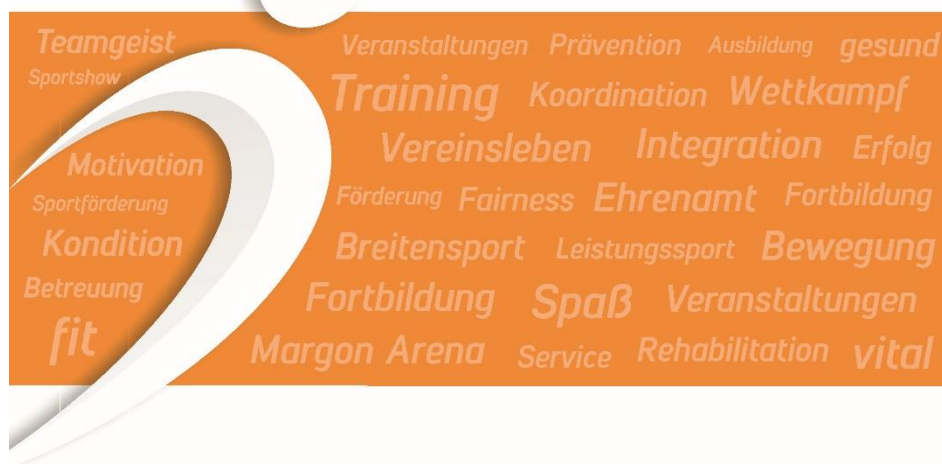 Teamgeist
Sportshow
Motivation
Sportförderung
Kondition
Betreuung
fit
Veranstaltungen Prävention Ausbildung gesund
Training Koordination Wettkampf
Vereinsleben Integration Erfolg
Förderung Fairness Ehrenamt Fortbildung
Breitensport Leistungssport Bewegung
Fortbildung Spaß Veranstaltungen
Margon Arena Service Rehabilitation vital